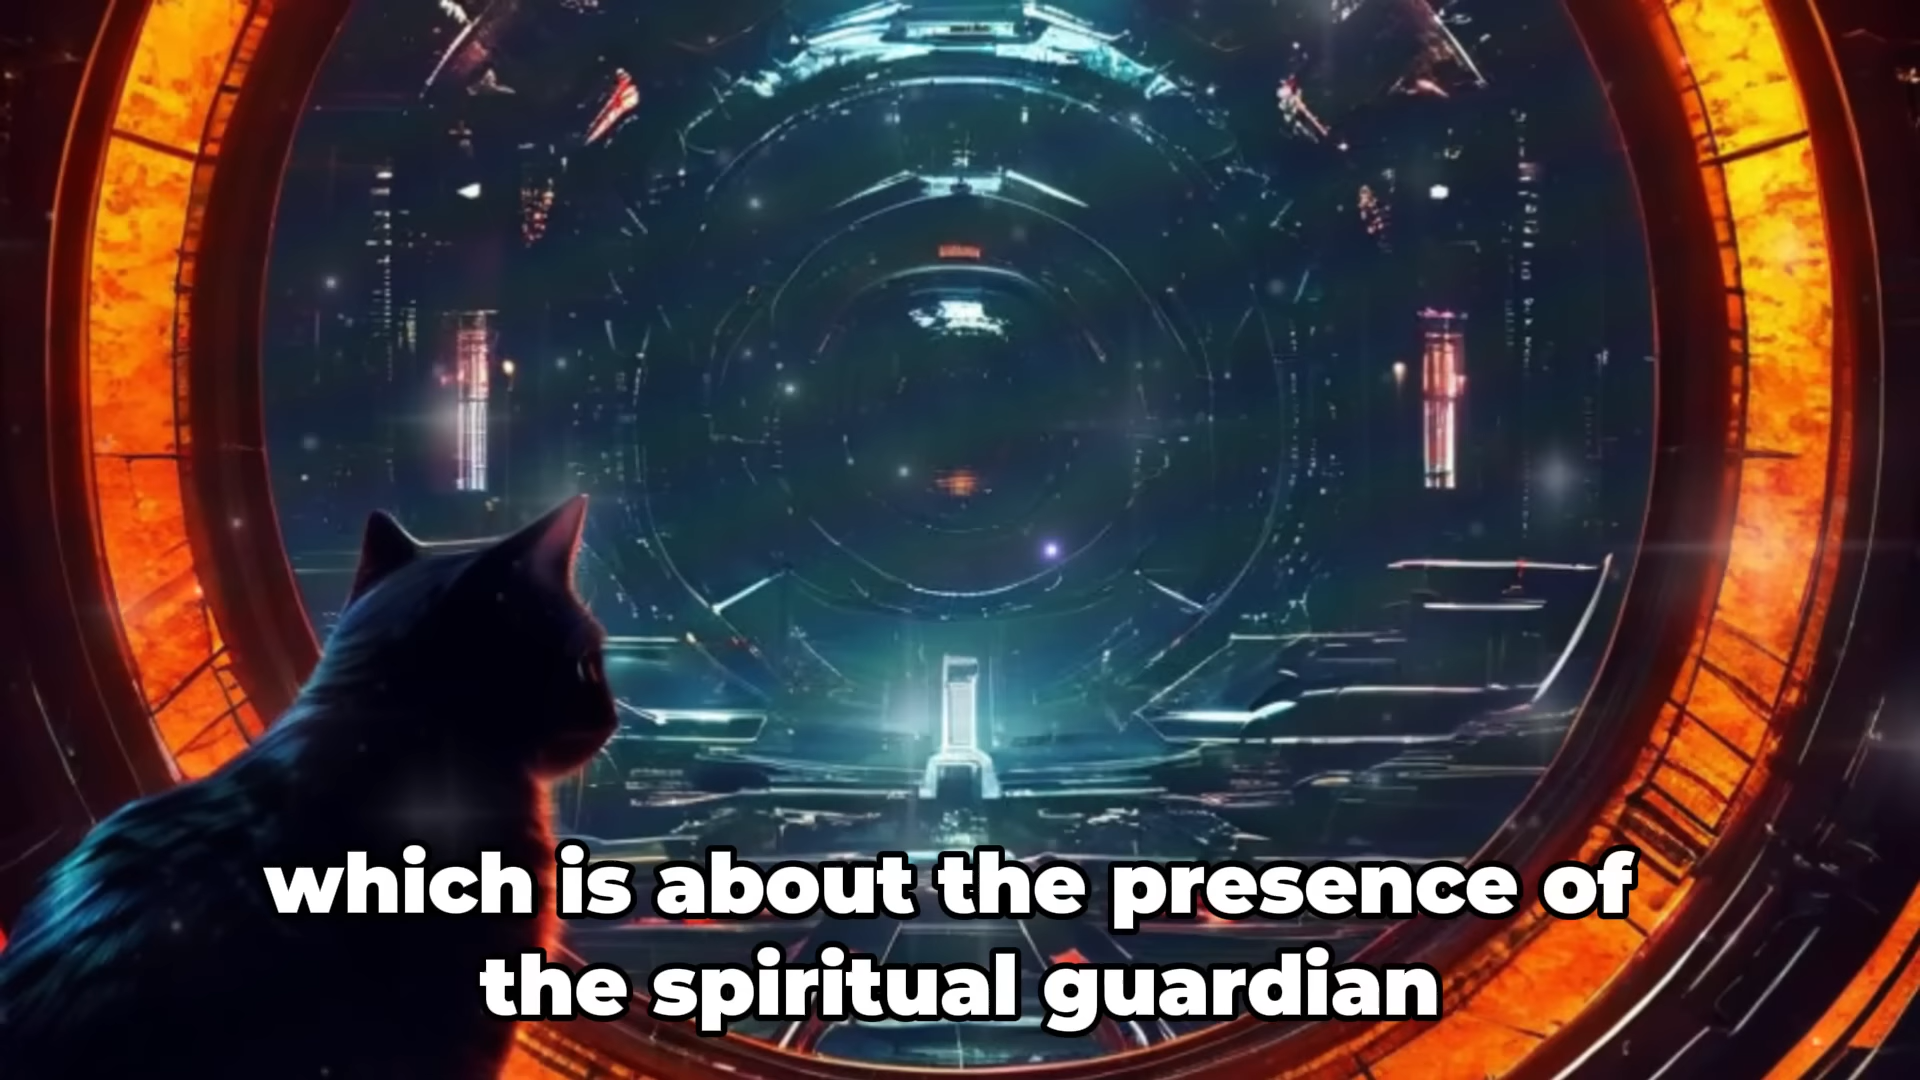 which is about the presence of
the spiritual guardian